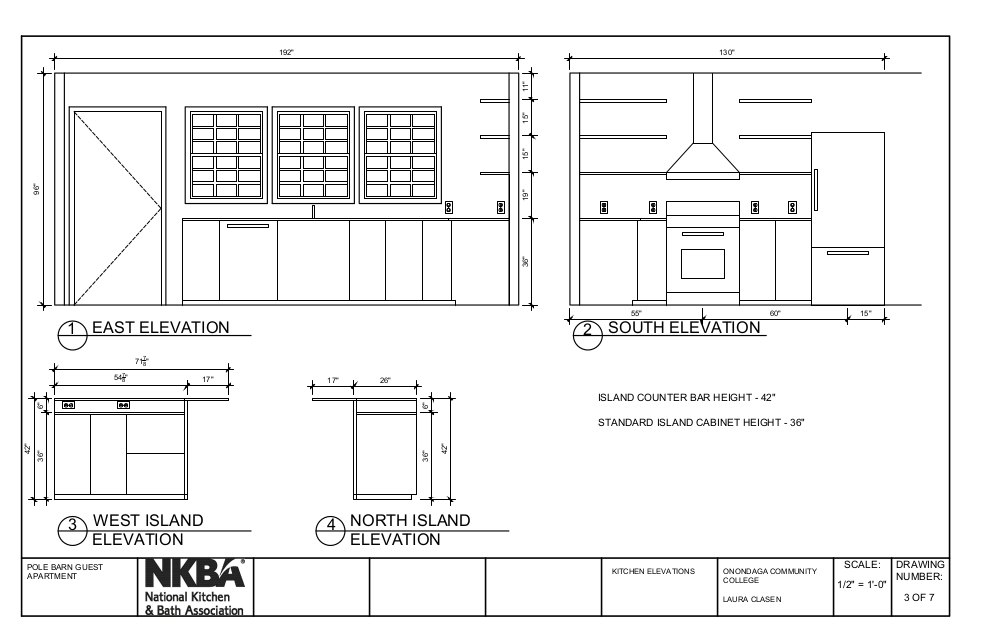 192"
130"
11"
15"
15"
19"
36"
96"
1 EAST ELEVATION
55"
60"
15"
2 SOUTH ELEVATION
71 7/8"
54 7/8"
17"
6"
36"
42"
17"
26"
6"
36"
42"
ISLAND COUNTER BAR HEIGHT - 42"
STANDARD ISLAND CABINET HEIGHT - 36"
3 WEST ISLAND
ELEVATION
4 NORTH ISLAND
ELEVATION
POLE BARN GUEST
APARTMENT
NKBA®
National Kitchen
& Bath Association
KITCHEN ELEVATIONS
ONONDAGA COMMUNITY
COLLEGE
LAURA CLASEN
SCALE:
1/2" = 1'-0"
DRAWING
NUMBER:
3 OF 7